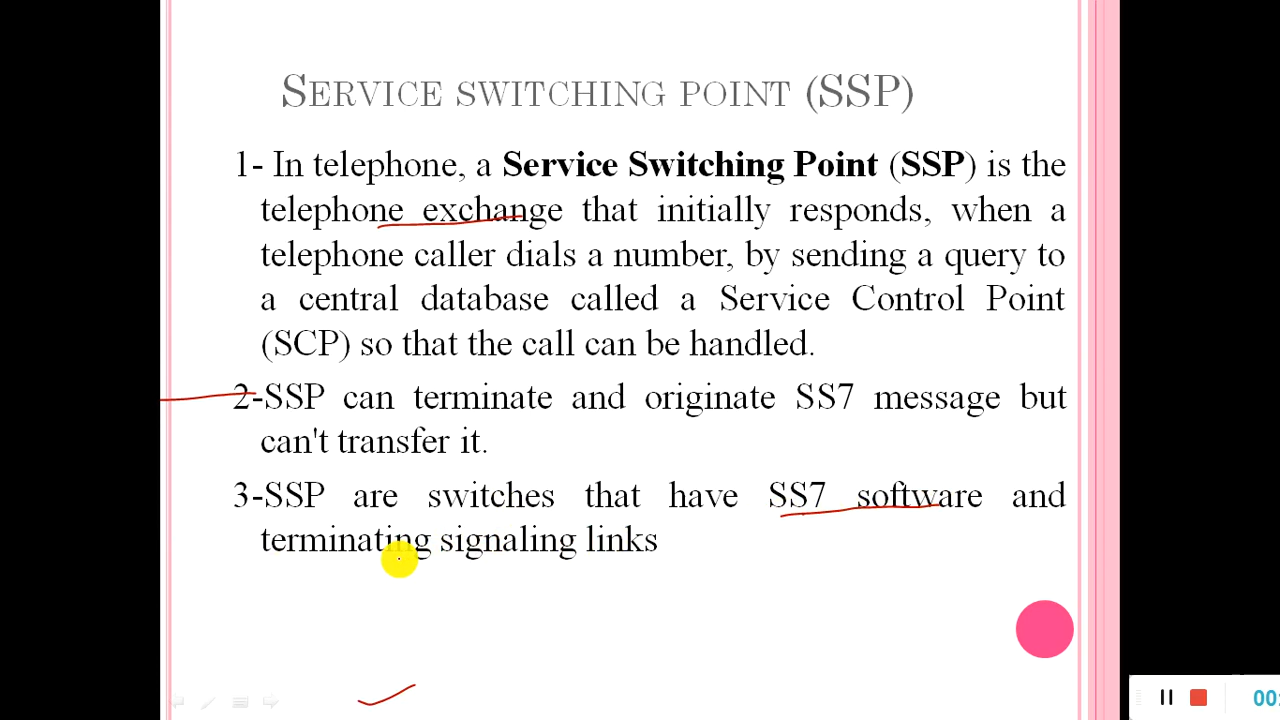 SERVICE SWITCHING POINT (SSP)
1- In telephone, a Service Switching Point (SSP) is the
telephone exchange that initially responds, when a
telephone caller dials a number, by sending a query to
a central database called a Service Control Point
(SCP) so that the call can be handled.
2-SSP can terminate and originate SS7 message but
can't transfer it.
3-SSP are switches that have SS7 software and
terminating signaling links
00: